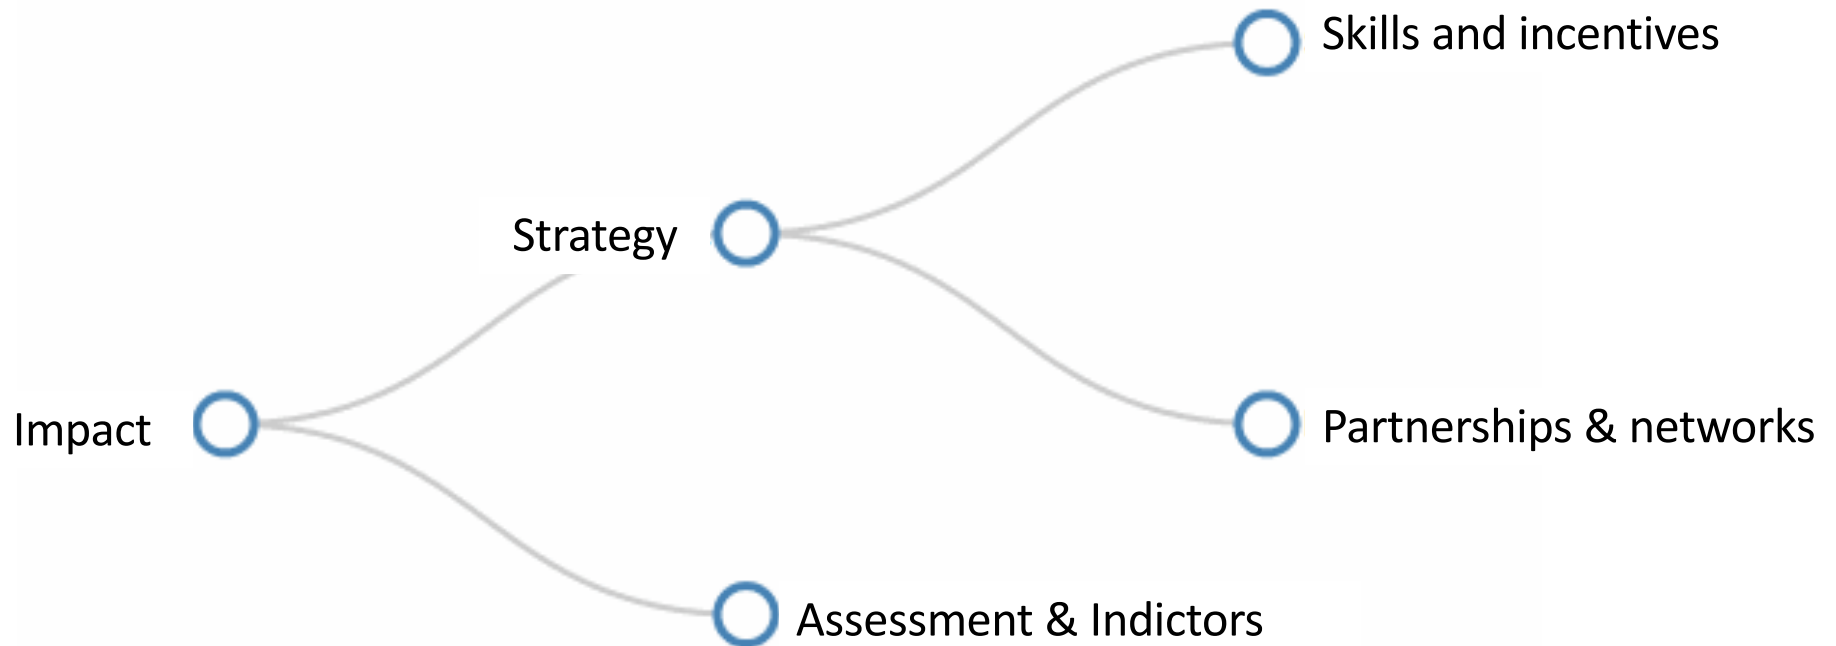 Skills and incentives
Strategy
Impact
Partnerships & networks
Assessment & Indictors